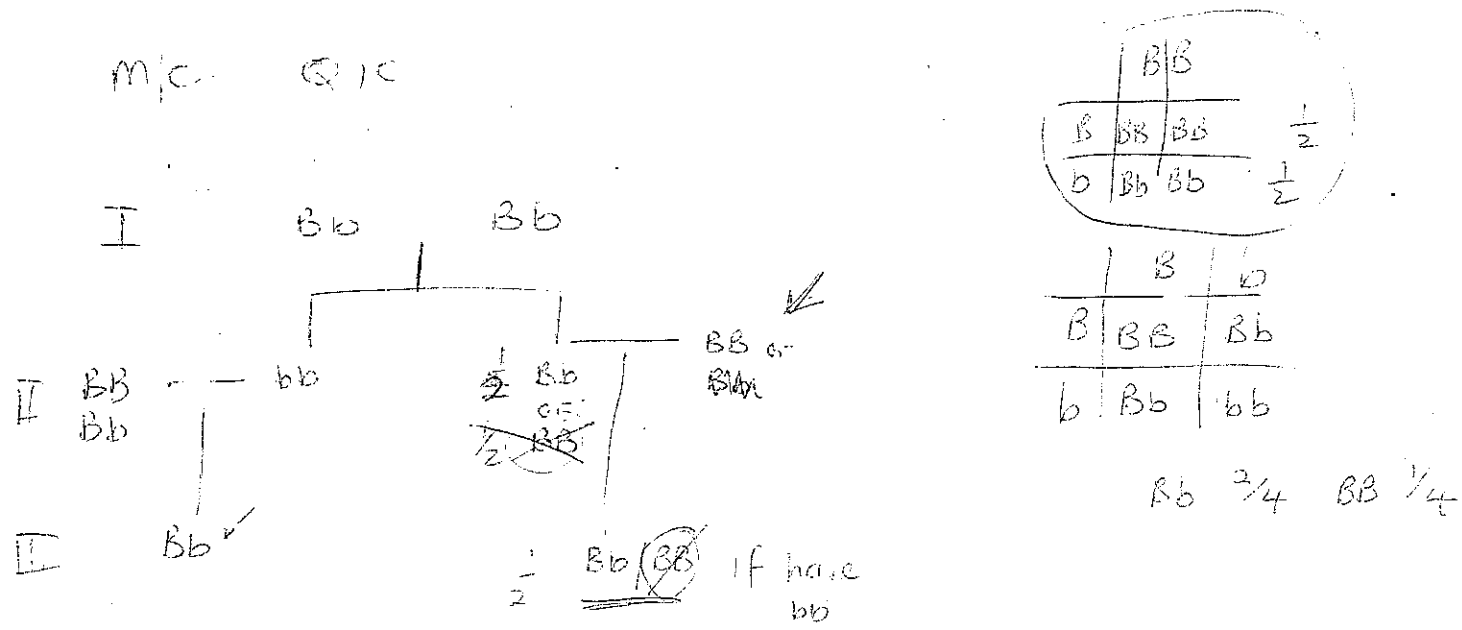 M/C Q1C
I Bb Bb
II BB -- bb
Bb
1/2 Bb
or
1/2 BB
BB or
III Bb
1/2 Bb/BB if have
bb
B B
B BB BB 1/2
b Bb Bb 1/2
B b
B BB Bb
b Bb bb
Bb 2/4 BB 1/4